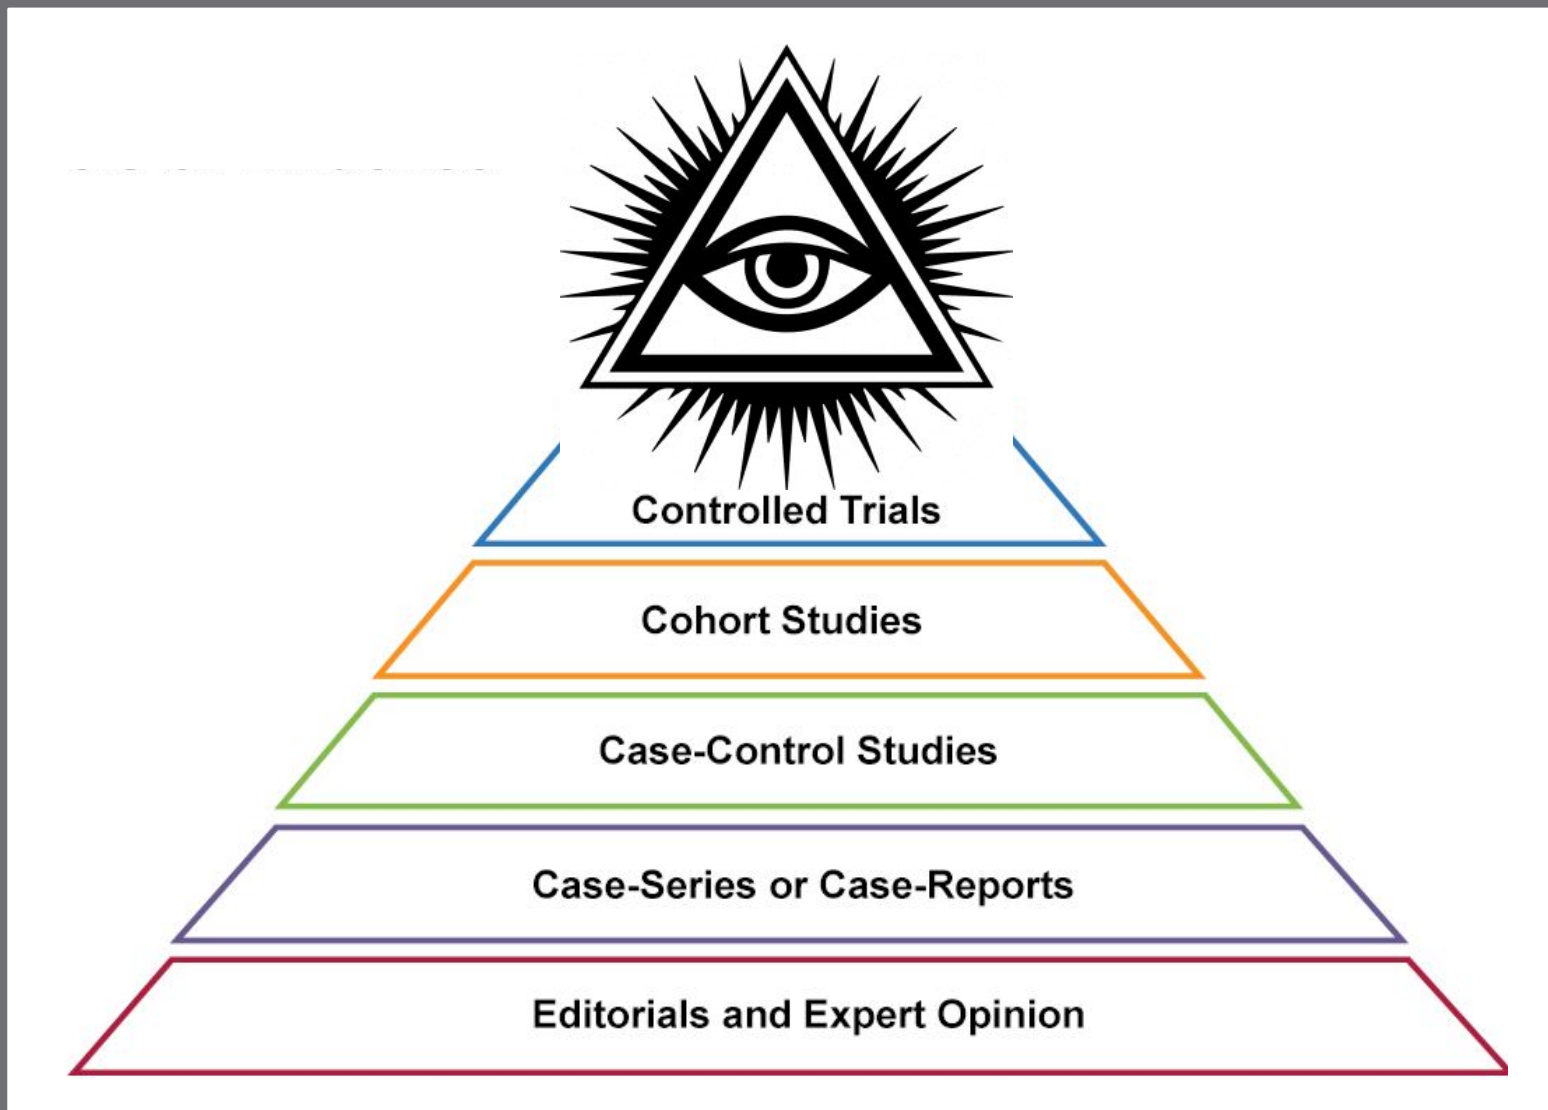 Controlled Trials
Cohort Studies
Case-Control Studies
Case-Series or Case-Reports
Editorials and Expert Opinion